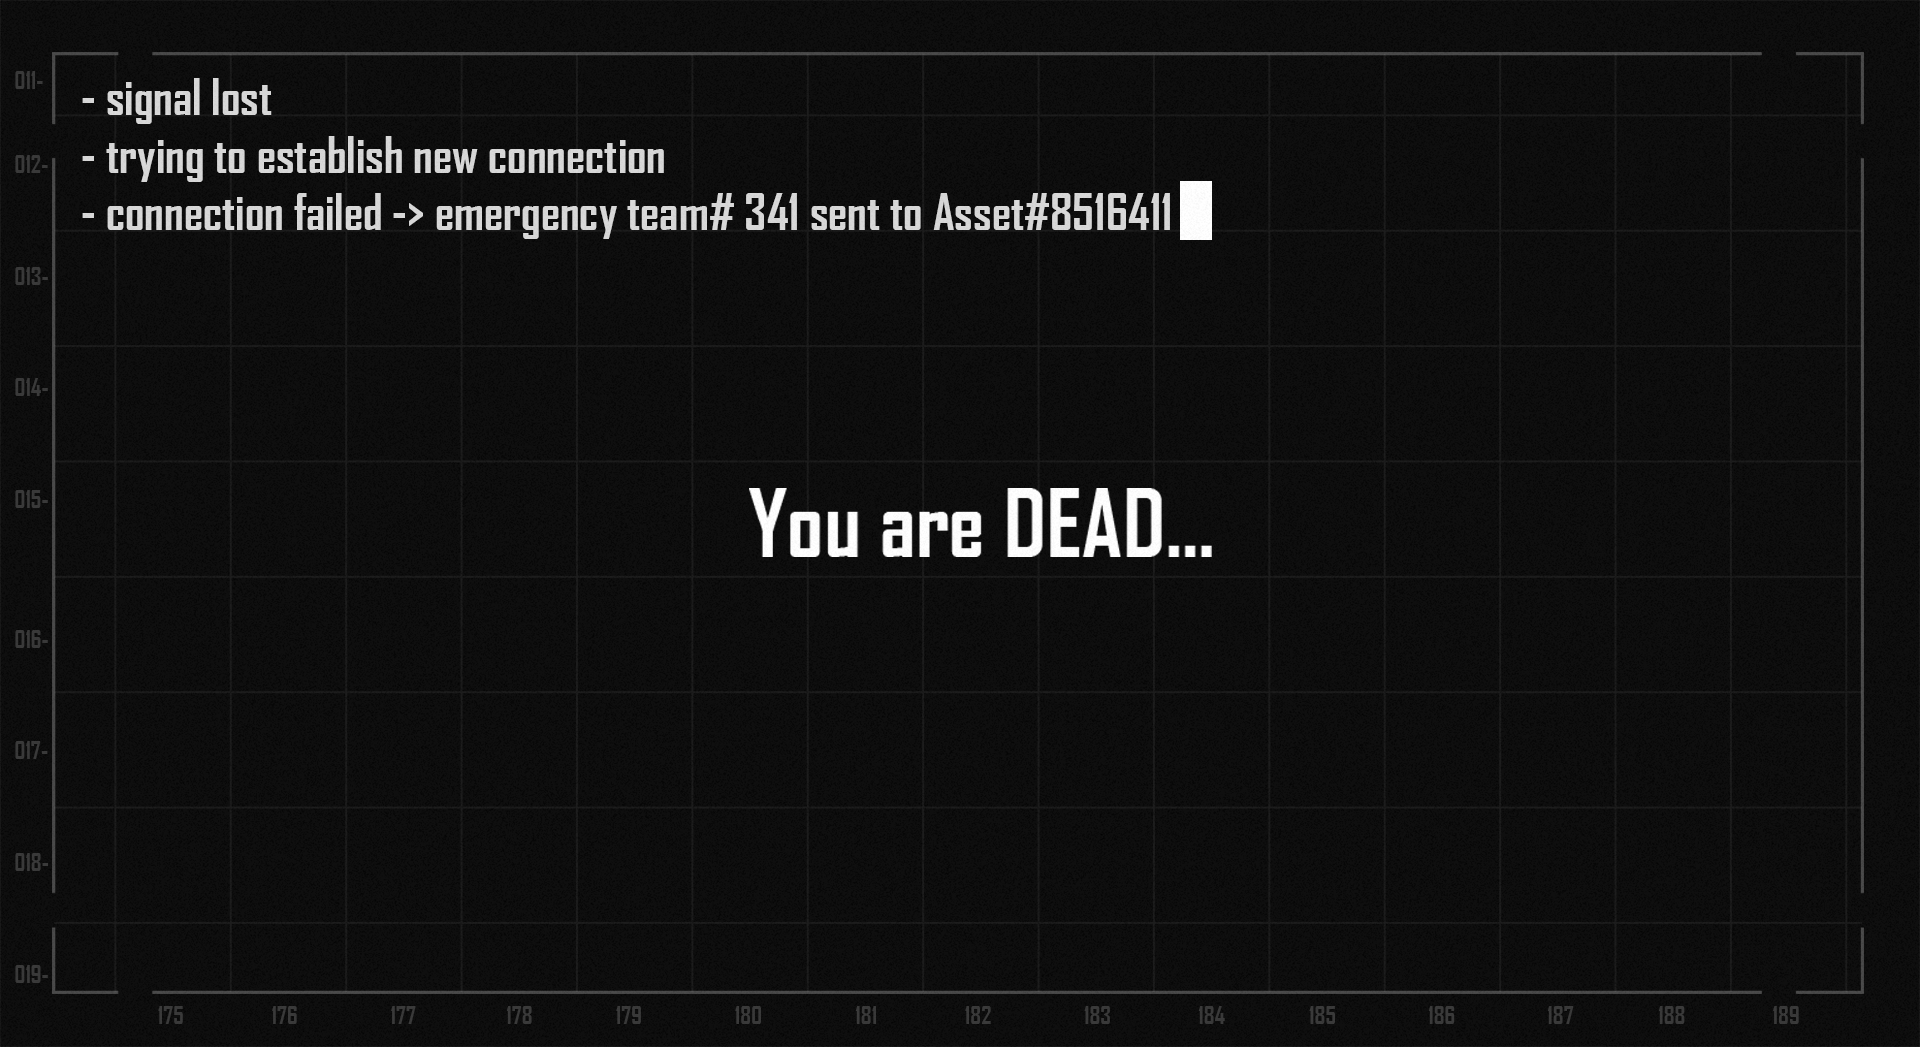 011-
- signal lost
012-
- trying to establish new connection
- connection failed -> emergency team# 341 sent to Asset#8516411
013-
014-
015-
You are DEAD...
016-
017-
018-
019-
175 176 177 178 179 180 181 182 183 184 185 186 187 188 189